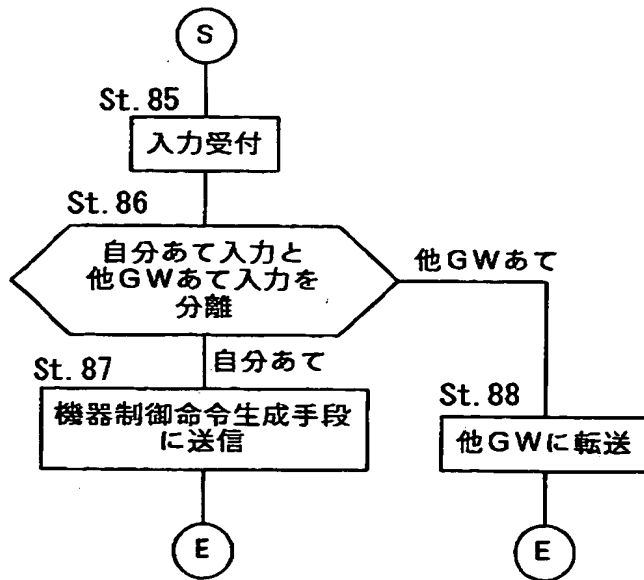 S
St. 85
入力受付
St. 86
自分あて入力と
他GWあて入力を
分離
他GWあて
自分あて
St. 87
機器制御命令生成手段
に送信
St. 88
他GWに転送
E
E